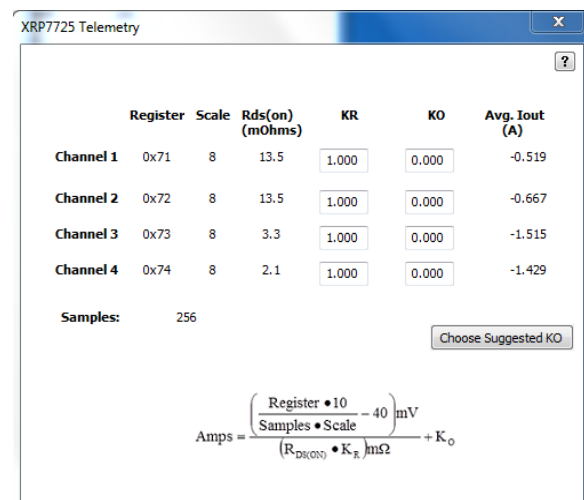 XRP7725 Telemetry
x
?
Register Scale Rds(on) (mOhms) KR KO Avg. Iout (A)
Channel 1 0x71 8 13.5 1.000 0.000 -0.519
Channel 2 0x72 8 13.5 1.000 0.000 -0.667
Channel 3 0x73 8 3.3 1.000 0.000 -1.515
Channel 4 0x74 8 2.1 1.000 0.000 -1.429
Samples: 256
Choose Suggested KO
Amps = ((Register • 10 / Samples • Scale) – 40)mV / (R_DS(ON) • K_R)mΩ + K_O